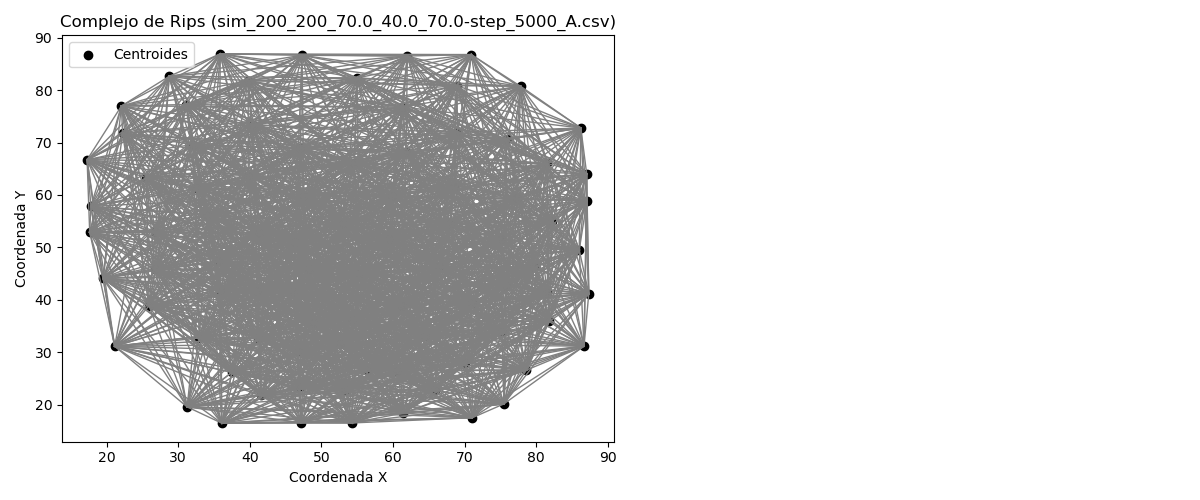 Complejo de Rips (sim_200_200_70.0_40.0_70.0-step_5000_A.csv)
Centroides
90
80
70
60
50
40
30
20
Coordenada Y
20 30 40 50 60 70 80 90
Coordenada X